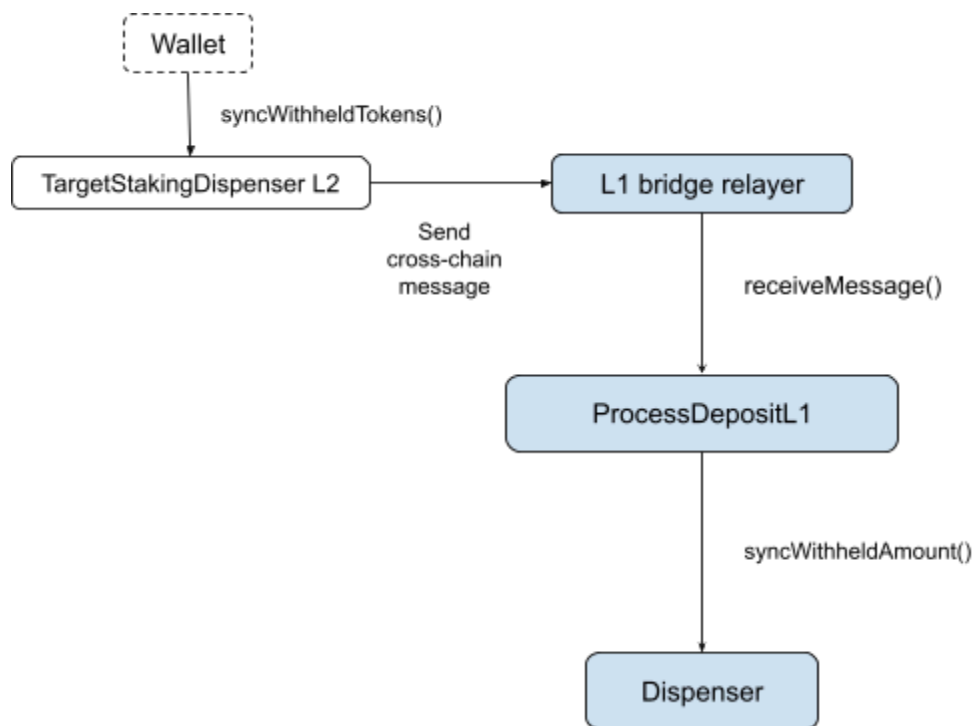 Wallet
syncWithheldTokens()
TargetStakingDispenser L2
L1 bridge relayer
Send
cross-chain
message
receiveMessage()
ProcessDepositL1
syncWithheldAmount()
Dispenser